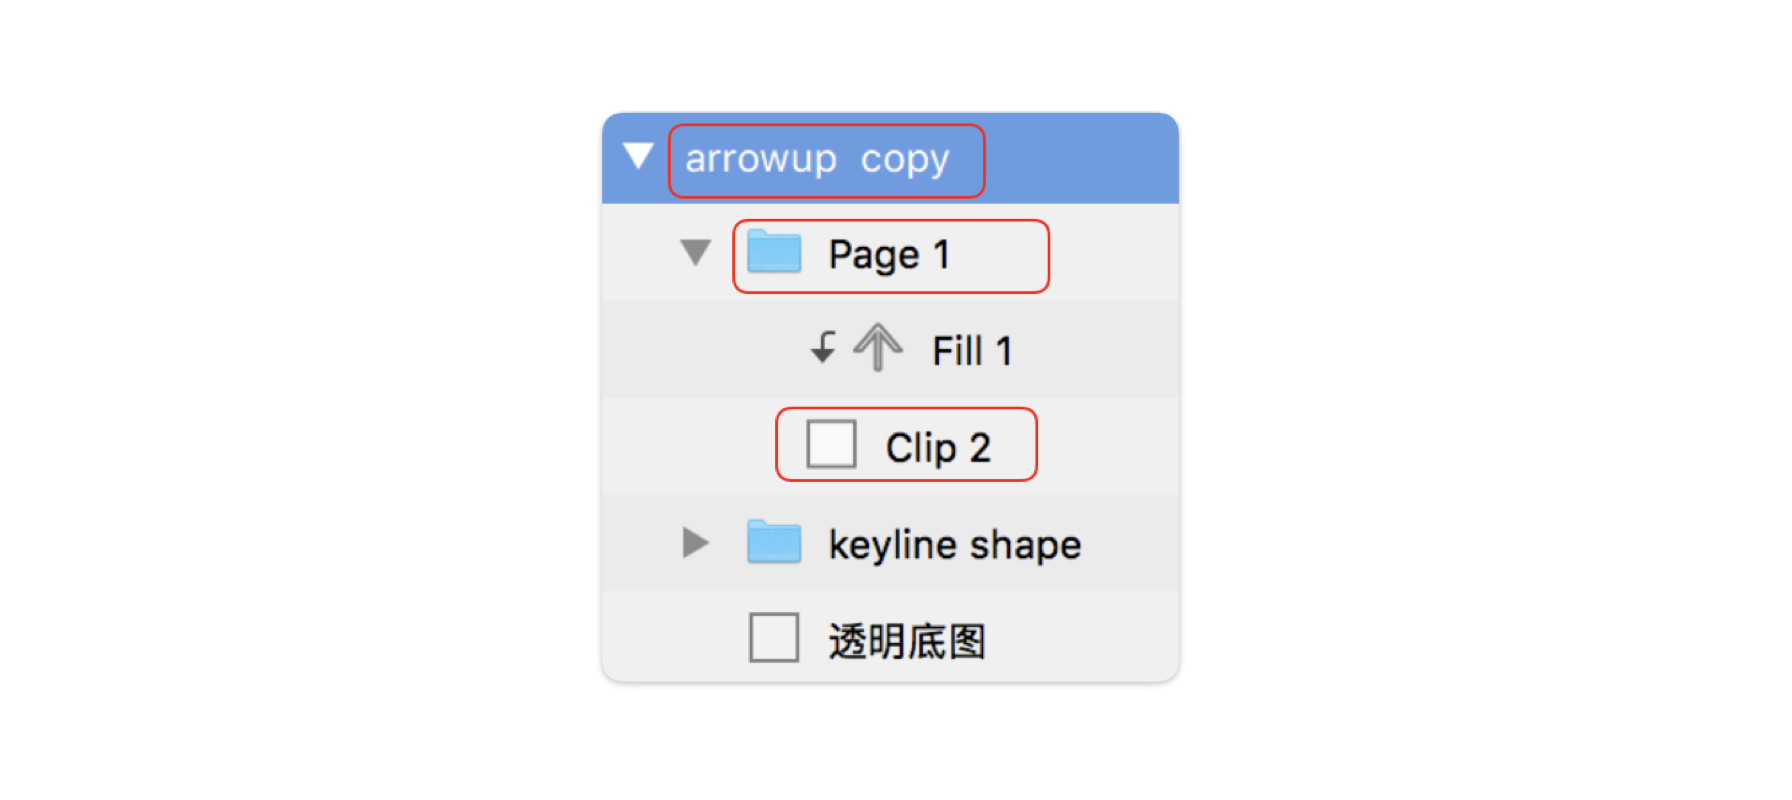 arrowup  copy
Page 1
Fill 1
Clip 2
keyline shape
透明底图